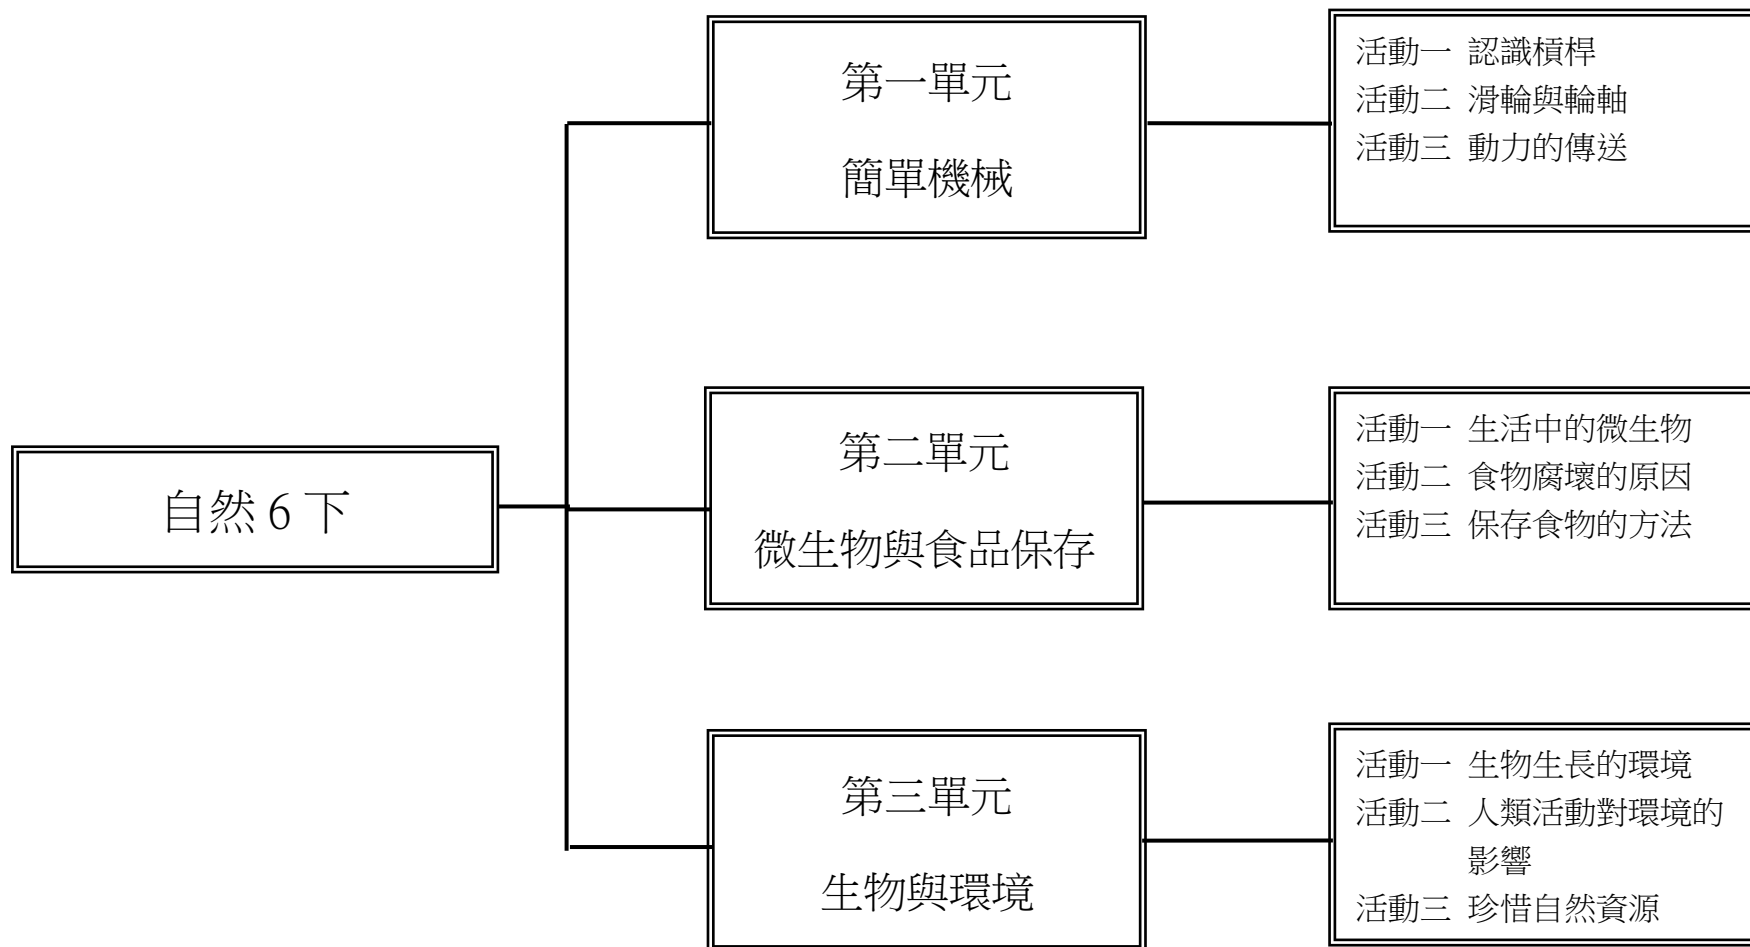 自然6下
第一單元
簡單機械
活動一 認識槓桿
活動二 滑輪與輪軸
活動三 動力的傳送
第二單元
微生物與食品保存
活動一 生活中的微生物
活動二 食物腐壞的原因
活動三 保存食物的方法
第三單元
生物與環境
活動一 生物生長的環境
活動二 人類活動對環境的
影響
活動三 珍惜自然資源